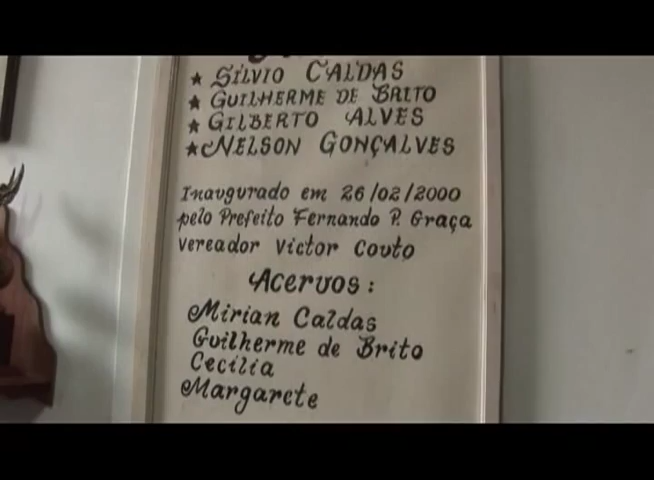 ★ SÍLVIO CALDAS
★ GUILHERME DE BRITO
★ GILBERTO ALVES
★ NELSON GONÇALVES
Inaugurado em 26/02/2000
pelo Prefeito Fernando P. Graça
vereador Victor Couto
Acervos:
Mirian Caldas
Guilherme de Brito
Cecilia
Margarete